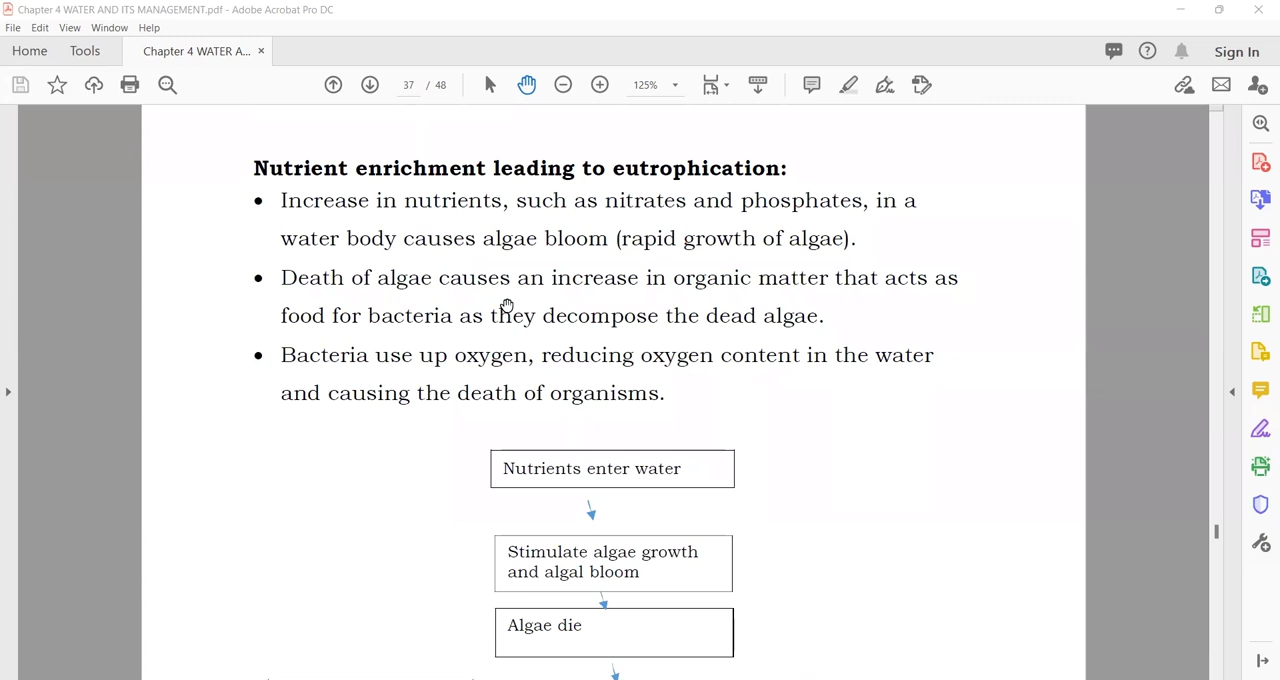 Chapter 4 WATER AND ITS MANAGEMENT.pdf - Adobe Acrobat Pro DC
File Edit View Window Help
Home Tools Chapter 4 WATER A... × Sign In
37 / 48 125%
Nutrient enrichment leading to eutrophication:
• Increase in nutrients, such as nitrates and phosphates, in a
water body causes algae bloom (rapid growth of algae).
• Death of algae causes an increase in organic matter that acts as
food for bacteria as they decompose the dead algae.
• Bacteria use up oxygen, reducing oxygen content in the water
and causing the death of organisms.
Nutrients enter water
Stimulate algae growth
and algal bloom
Algae die